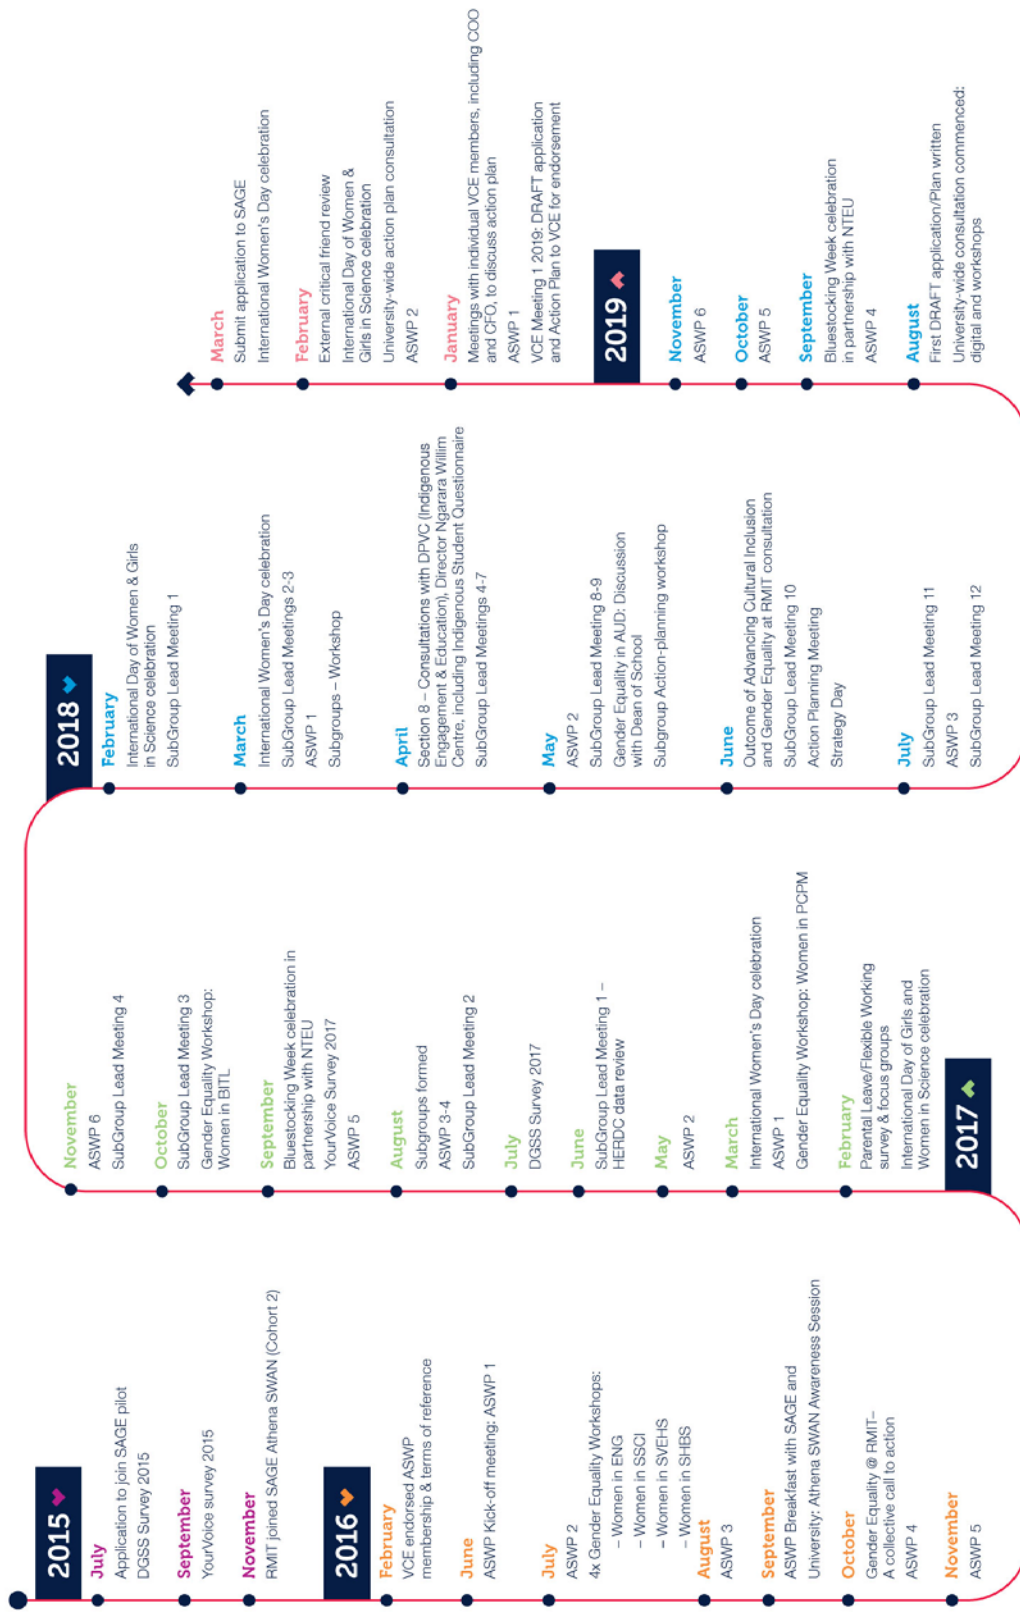 2015
July
Application to join SAGE pilot
DGSS Survey 2015
September
YourVoice survey 2015
November
RMIT joined SAGE Athena SWAN (Cohort 2)
2016
February
VCE endorsed ASWP
membership & terms of reference
June
ASWP Kick-off meeting: ASWP 1
July
ASWP 2
4x Gender Equality Workshops:
– Women in ENG
– Women in SSCI
– Women in SVEHS
– Women in SHBS
August
ASWP 3
September
ASWP Breakfast with SAGE and
University: Athena SWAN Awareness Session
October
Gender Equality @ RMIT–
A collective call to action
ASWP 4
November
ASWP 5
2017
February
Parental Leave/Flexible Working
survey & focus groups
International Day of Girls and
Women in Science celebration
March
International Women's Day celebration
ASWP 1
Gender Equality Workshop: Women in PCPM
May
ASWP 2
June
SubGroup Lead Meeting 1 –
HERDC data review
July
DGSS Survey 2017
August
Subgroups formed
ASWP 3-4
SubGroup Lead Meeting 2
September
Bluestocking Week celebration in
partnership with NTEU
YourVoice Survey 2017
ASWP 5
October
SubGroup Lead Meeting 3
Gender Equality Workshop:
Women in BITL
November
ASWP 6
SubGroup Lead Meeting 4
2018
February
International Day of Women & Girls
in Science celebration
SubGroup Lead Meeting 1
March
International Women's Day celebration
SubGroup Lead Meetings 2-3
ASWP 1
Subgroups – Workshop
April
Section 8 – Consultations with DPVC (Indigenous
Engagement & Education), Director Ngarara Willim
Centre, including Indigenous Student Questionnaire
SubGroup Lead Meetings 4-7
May
ASWP 2
SubGroup Lead Meeting 8-9
Gender Equality in AUD: Discussion
with Dean of School
Subgroup Action-planning workshop
June
Outcome of Advancing Cultural Inclusion
and Gender Equality at RMIT consultation
SubGroup Lead Meeting 10
Action Planning Meeting
Strategy Day
July
SubGroup Lead Meeting 11
ASWP 3
SubGroup Lead Meeting 12
August
First DRAFT application/Plan written
University-wide consultation commenced:
digital and workshops
September
Bluestocking Week celebration
in partnership with NTEU
ASWP 4
October
ASWP 5
November
ASWP 6
2019
January
Meetings with individual VCE members, including COO
and CFO, to discuss action plan
ASWP 1
VCE Meeting 1 2019: DRAFT application
and Action Plan to VCE for endorsement
February
External critical friend review
International Day of Women &
Girls in Science celebration
University-wide action plan consultation
ASWP 2
March
Submit application to SAGE
International Women's Day celebration